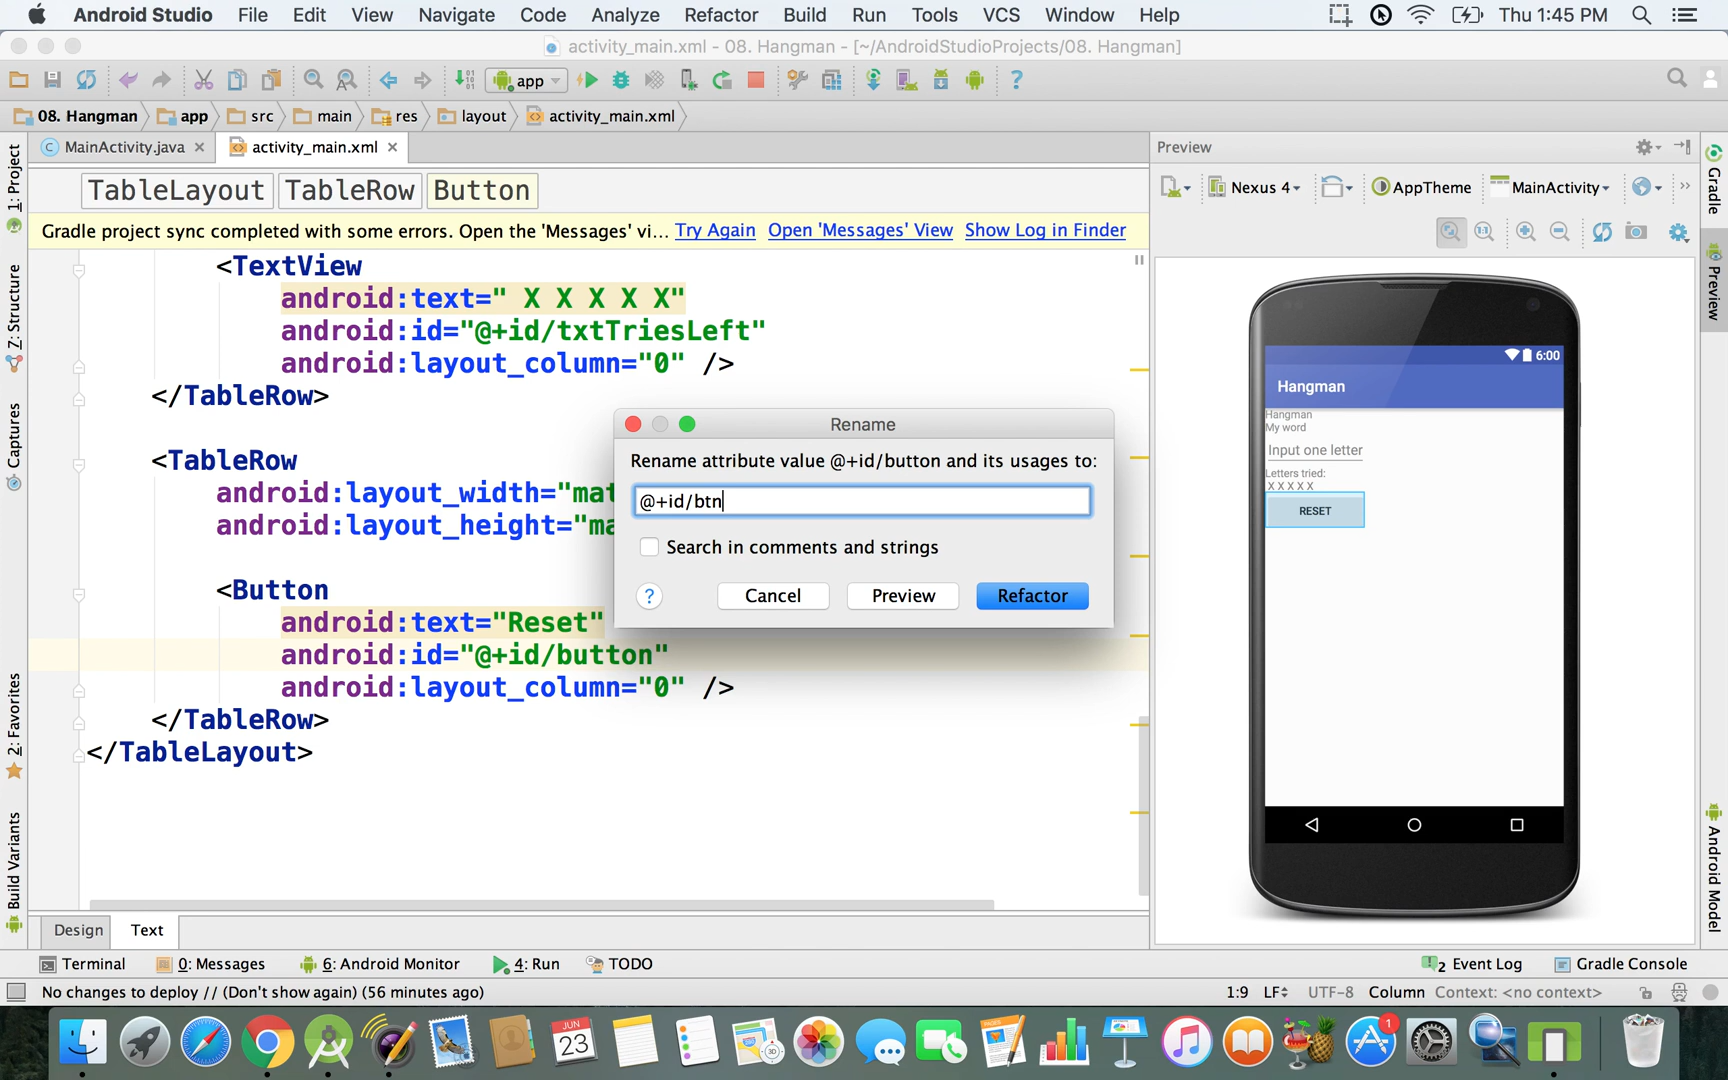 Android Studio File Edit View Navigate Code Analyze Refactor Build Run Tools VCS Window Help Thu 1:45 PM
activity_main.xml - 08. Hangman - [~/AndroidStudioProjects/08. Hangman]
app
08. Hangman app src main res layout activity_main.xml
MainActivity.java activity_main.xml
Preview
TableLayout TableRow Button
Nexus 4 AppTheme MainActivity
Gradle project sync completed with some errors. Open the 'Messages' vi... Try Again Open 'Messages' View Show Log in Finder
<TextView
android:text=" X X X X X"
android:id="@+id/txtTriesLeft"
android:layout_column="0" />
</TableRow>
<TableRow
android:layout_width="mat
android:layout_height="ma
<Button
android:text="Reset"
android:id="@+id/button"
android:layout_column="0" />
</TableRow>
</TableLayout>
Rename
Rename attribute value @+id/button and its usages to:
@+id/btn
Search in comments and strings
? Cancel Preview Refactor
6:00
Hangman
Hangman
My word
Input one letter
Letters tried:
X X X X X
RESET
1: Project
7: Structure
Captures
2: Favorites
Build Variants
Gradle
Preview
Android Model
Design Text
Terminal 0: Messages 6: Android Monitor 4: Run TODO 2 Event Log Gradle Console
No changes to deploy // (Don't show again) (56 minutes ago) 1:9 LF UTF-8 Column Context: <no context>
JUN
23
3D
1